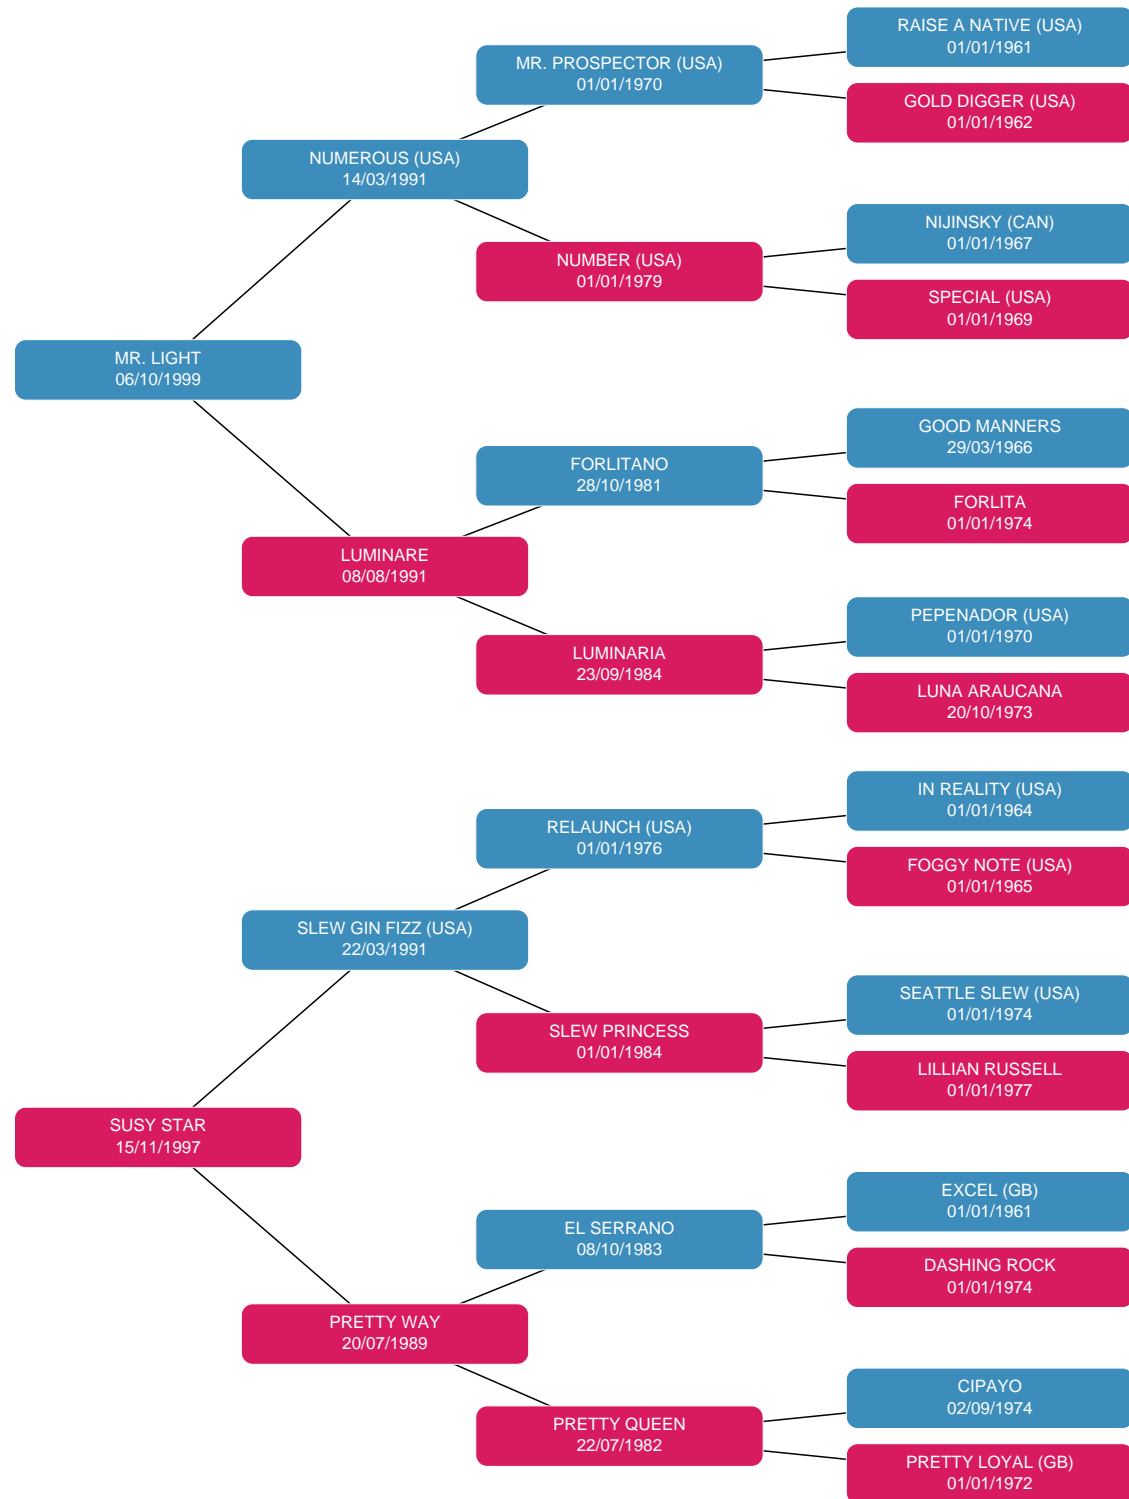 RAISE A NATIVE (USA)
01/01/1961
MR. PROSPECTOR (USA)
01/01/1970
GOLD DIGGER (USA)
01/01/1962
NUMEROUS (USA)
14/03/1991
NIJINSKY (CAN)
01/01/1967
NUMBER (USA)
01/01/1979
SPECIAL (USA)
01/01/1969
MR. LIGHT
06/10/1999
GOOD MANNERS
29/03/1966
FORLITANO
28/10/1981
FORLITA
01/01/1974
LUMINARE
08/08/1991
PEPENADOR (USA)
01/01/1970
LUMINARIA
23/09/1984
LUNA ARAUCANA
20/10/1973
IN REALITY (USA)
01/01/1964
RELAUNCH (USA)
01/01/1976
FOGGY NOTE (USA)
01/01/1965
SLEW GIN FIZZ (USA)
22/03/1991
SEATTLE SLEW (USA)
01/01/1974
SLEW PRINCESS
01/01/1984
LILLIAN RUSSELL
01/01/1977
SUSY STAR
15/11/1997
EXCEL (GB)
01/01/1961
EL SERRANO
08/10/1983
DASHING ROCK
01/01/1974
PRETTY WAY
20/07/1989
CIPAYO
02/09/1974
PRETTY QUEEN
22/07/1982
PRETTY LOYAL (GB)
01/01/1972